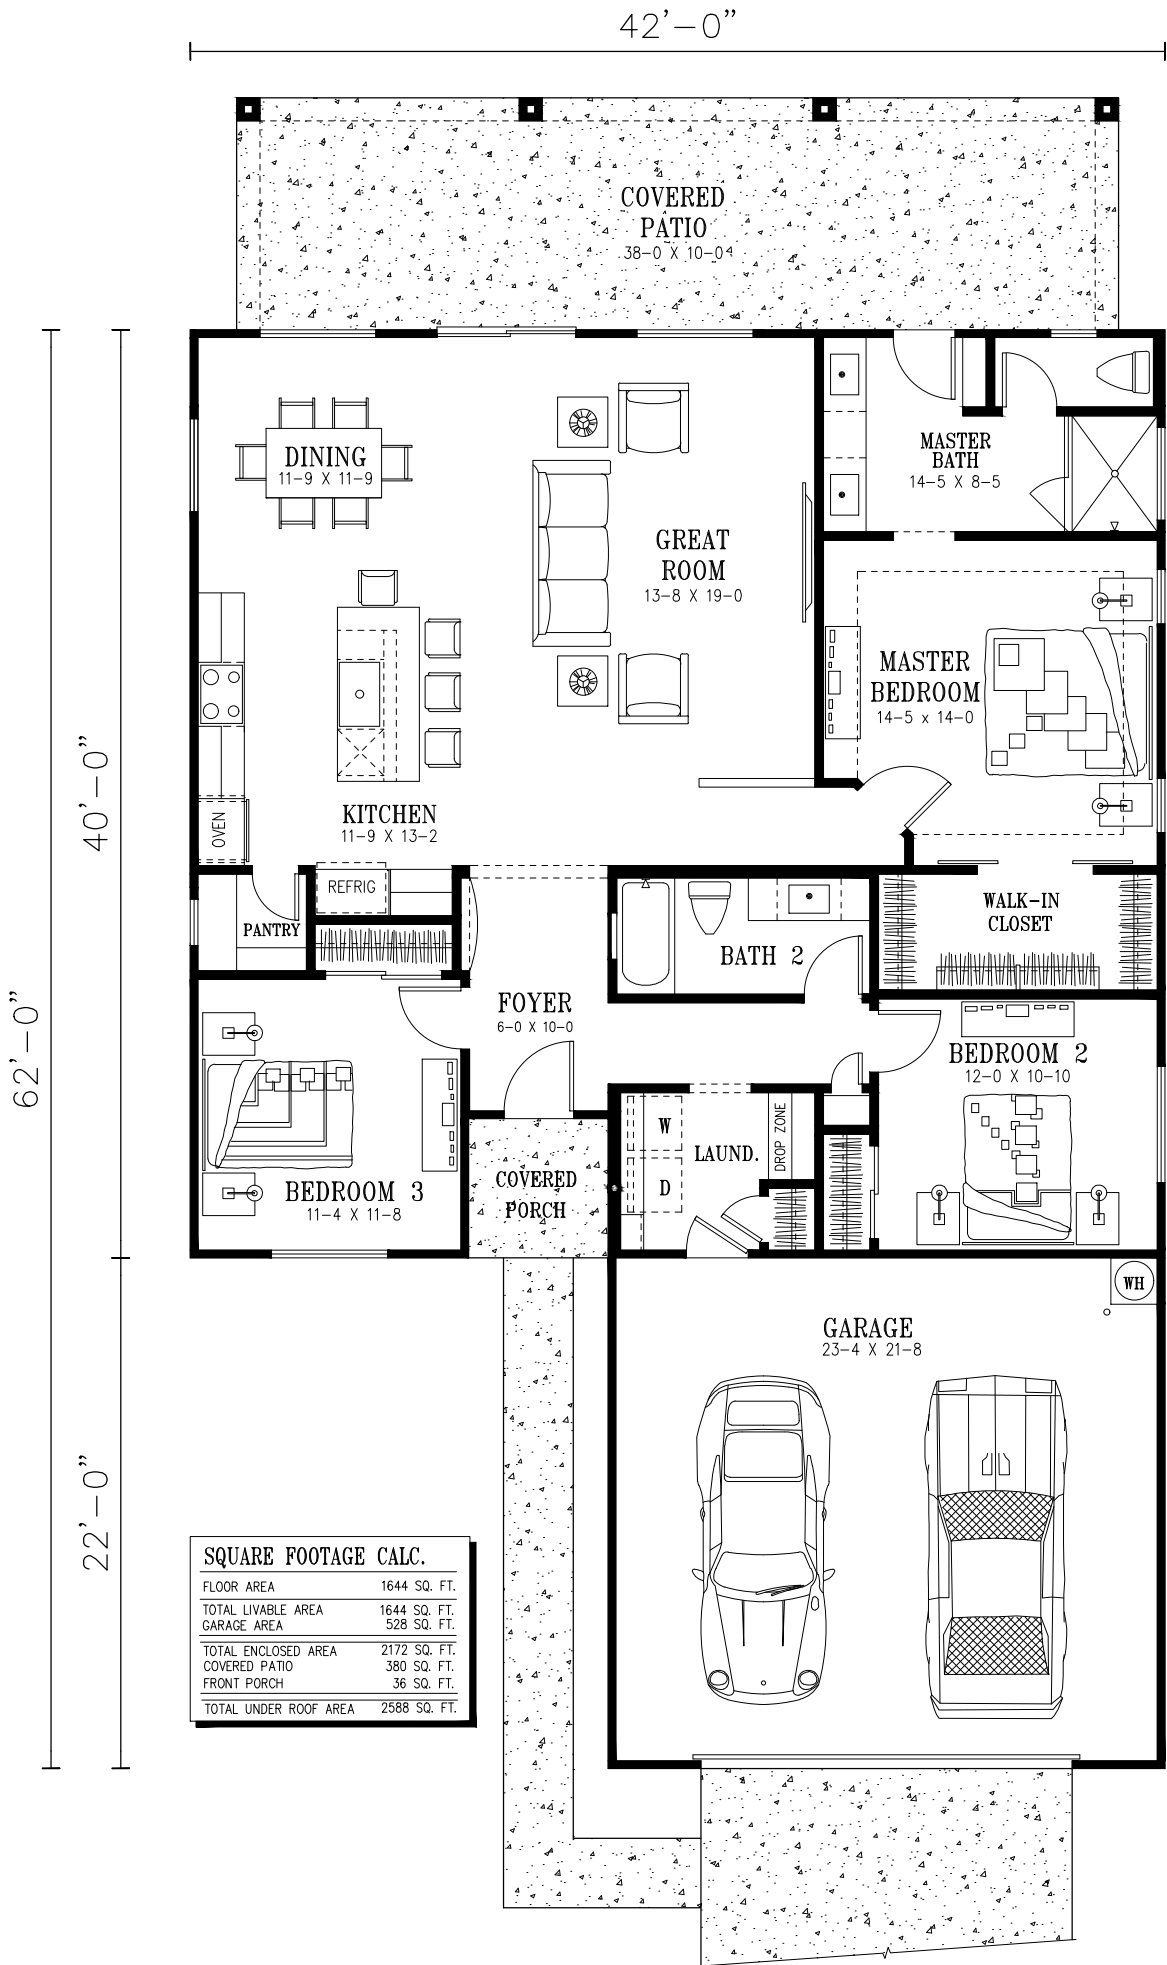 42'-0"
COVERED
PATIO
38-0 X 10-0
DINING
11-9 X 11-9
MASTER
BATH
14-5 X 8-5
GREAT
ROOM
13-8 X 19-0
MASTER
BEDROOM
14-5 x 14-0
40'-0"
KITCHEN
11-9 X 13-2
OVEN
REFRIG
PANTRY
WALK-IN
CLOSET
BATH 2
62'-0"
FOYER
6-0 X 10-0
BEDROOM 2
12-0 X 10-10
W
DROP ZONE
LAUND.
D
COVERED
PORCH
BEDROOM 3
11-4 X 11-8
WH
GARAGE
23-4 X 21-8
22'-0"
SQUARE FOOTAGE CALC.
FLOOR AREA 1644 SQ. FT.
TOTAL LIVABLE AREA 1644 SQ. FT.
GARAGE AREA 528 SQ. FT.
TOTAL ENCLOSED AREA 2172 SQ. FT.
COVERED PATIO 380 SQ. FT.
FRONT PORCH 36 SQ. FT.
TOTAL UNDER ROOF AREA 2588 SQ. FT.